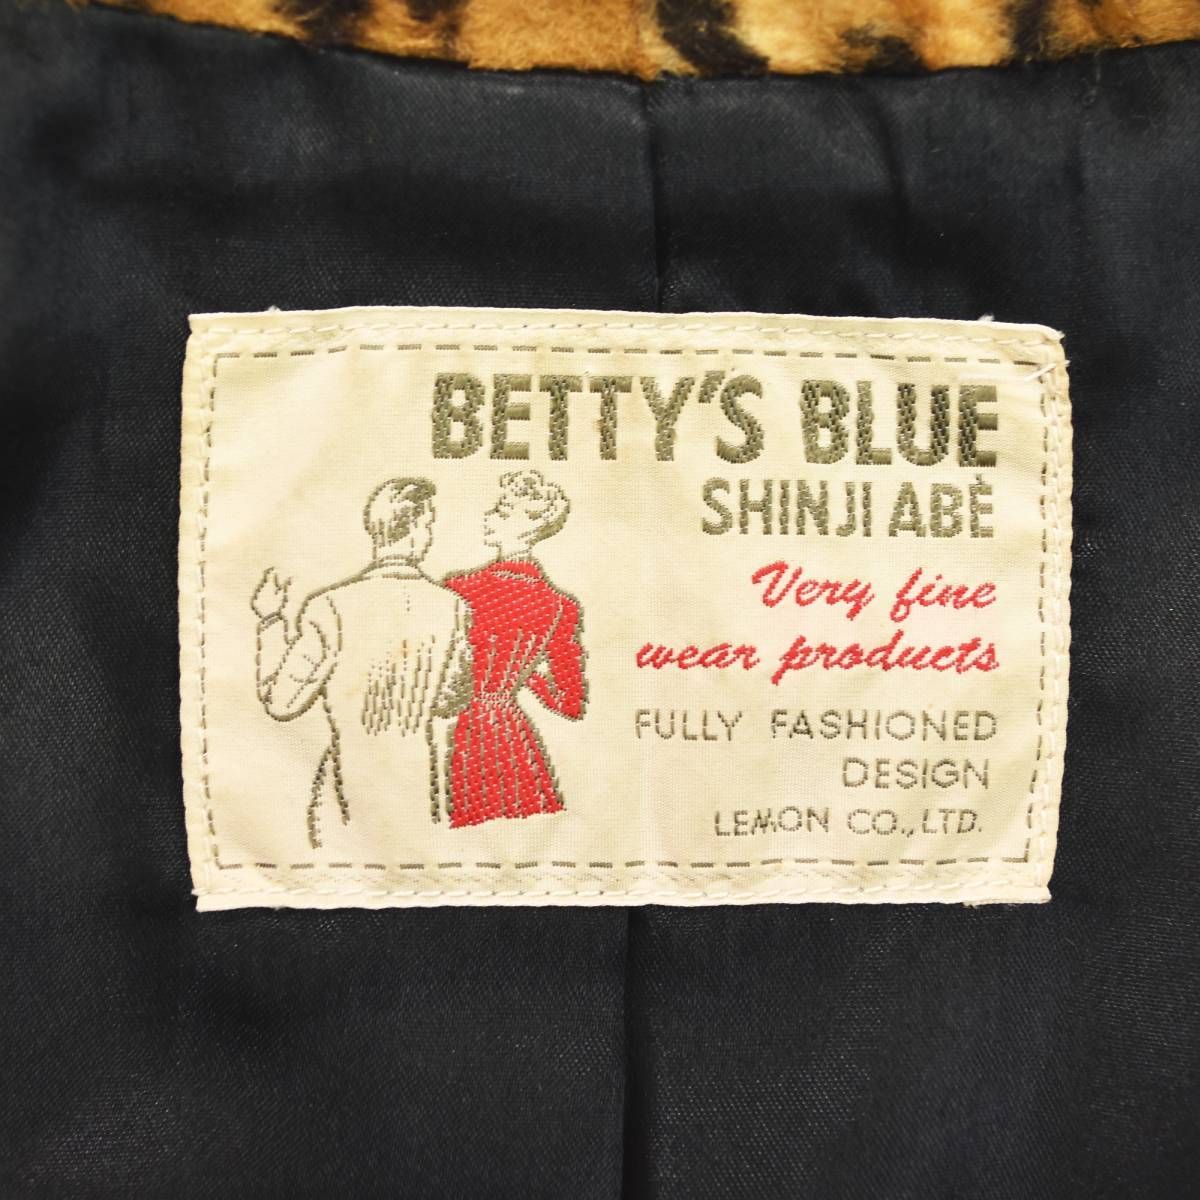 BETTY'S BLUE
SHINJI ABÈ
Very fine
wear products
FULLY FASHIONED
DESIGN
LEMON CO.,LTD.